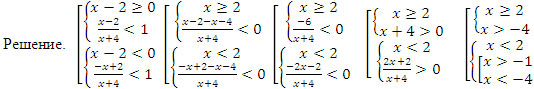 Решение. [ { x − 2 ≥ 0 ; (x−2)/(x+4) < 1 ; { x − 2 < 0 ; (−x+2)/(x+4) < 1
[ { x ≥ 2 ; (x−2−x−4)/(x+4) < 0 ; { x < 2 ; (−x+2−x−4)/(x+4) < 0
[ { x ≥ 2 ; −6/(x+4) < 0 ; { x < 2 ; (−2x−2)/(x+4) < 0
[ { x ≥ 2 ; x + 4 > 0 ; { x < 2 ; (2x+2)/(x+4) > 0
[ { x ≥ 2 ; x > −4 ; { x < 2 ; [ x > −1 ; x < −4